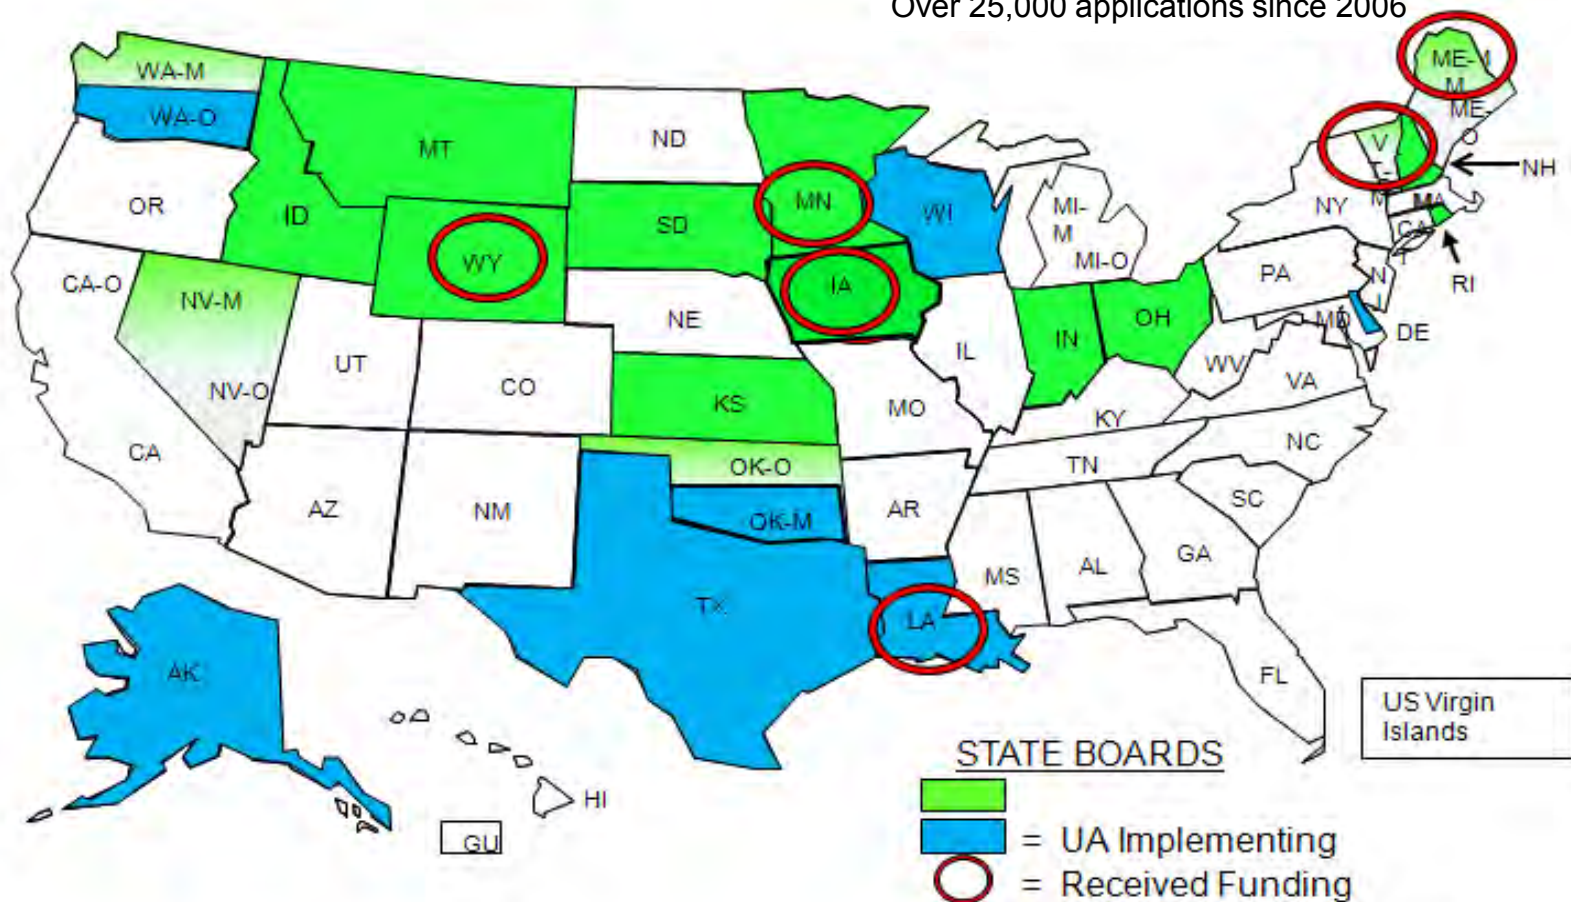 Over 25,000 applications since 2006
WA-M
WA-O
MT
ND
MN
ME-M
M
ME-
O
OR
ID
WY
SD
WI
MI-
M
MI-O
NY
V
T-
M
NH
MA
RI
CA-O
NV-M
NV-O
NE
IA
IL
IN
OH
PA
N
J
MD
DE
UT
CO
KS
MO
KY
WV
VA
CA
OK-O
TN
NC
AZ
NM
OK-M
AR
SC
TX
LA
MS
AL
GA
AK
FL
HI
GU
US Virgin
Islands
STATE BOARDS
= UA Implementing
= Received Funding